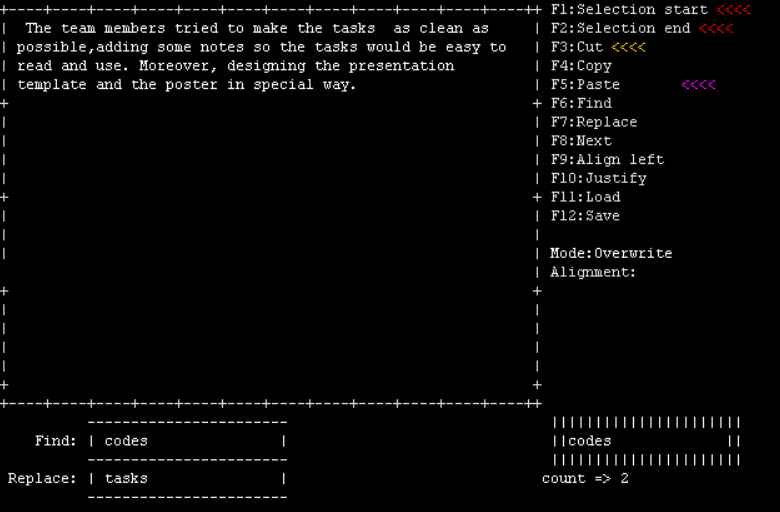 The team members tried to make the tasks  as clean as
possible,adding some notes so the tasks would be easy to
read and use. Moreover, designing the presentation
template and the poster in special way.
F1:Selection start <<<<
F2:Selection end <<<<
F3:Cut <<<<
F4:Copy
F5:Paste <<<<
F6:Find
F7:Replace
F8:Next
F9:Align left
F10:Justify
F11:Load
F12:Save
Mode:Overwrite
Alignment:
Find: | codes |
Replace: | tasks |
||codes ||
count => 2